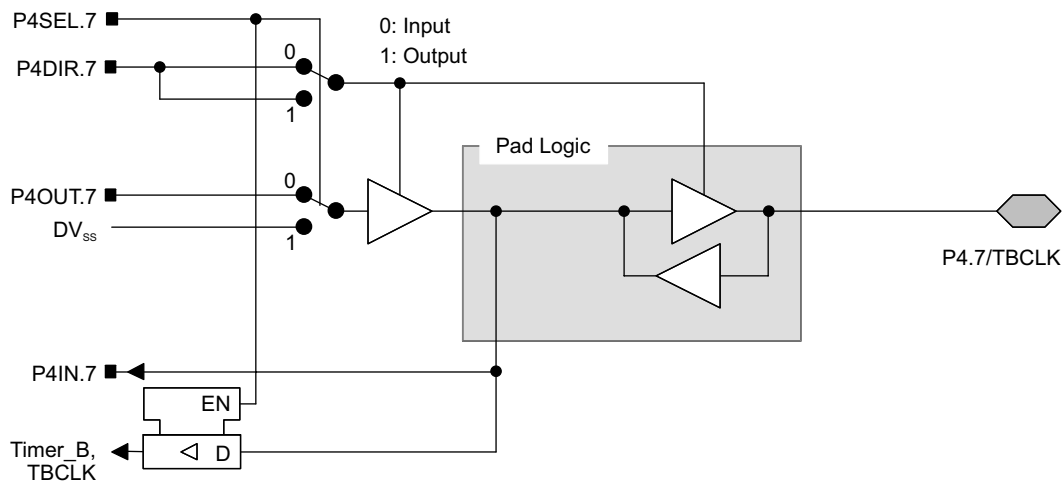 P4SEL.7
0: Input
1: Output
0
P4DIR.7
1
Pad Logic
0
P4OUT.7
DVSS
1
P4.7/TBCLK
P4IN.7
EN
D
Timer_B,
TBCLK